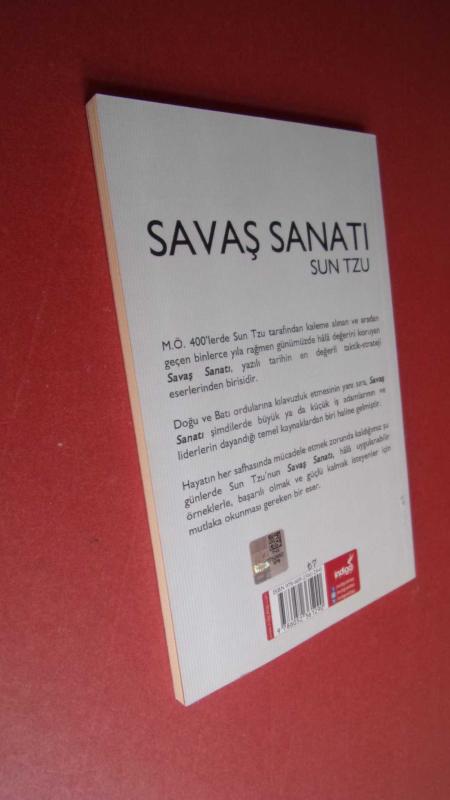 SAVAŞ SANATI
SUN TZU
M.Ö. 400'lerde Sun Tzu tarafından kaleme alınan ve aradan
geçen binlerce yıla rağmen günümüzde hâlâ değerini koruyan
Savaş Sanatı, yazılı tarihin en değerli taktik-strateji
eserlerinden birisidir.
Doğu ve Batı ordularına kılavuzluk etmesinin yanı sıra, Savaş
Sanatı şimdilerde büyük ya da küçük iş adamlarının ve
liderlerin dayandığı temel kaynaklardan biri haline gelmiştir.
Hayatın her safhasında mücadele etmek zorunda kaldığımız şu
günlerde Sun Tzu'nun Savaş Sanatı, hâlâ uygulanabilir
örneklerle, başarılı olmak ve güçlü kalmak isteyenler için
mutlaka okunması gereken bir eser.
₺7
indigo